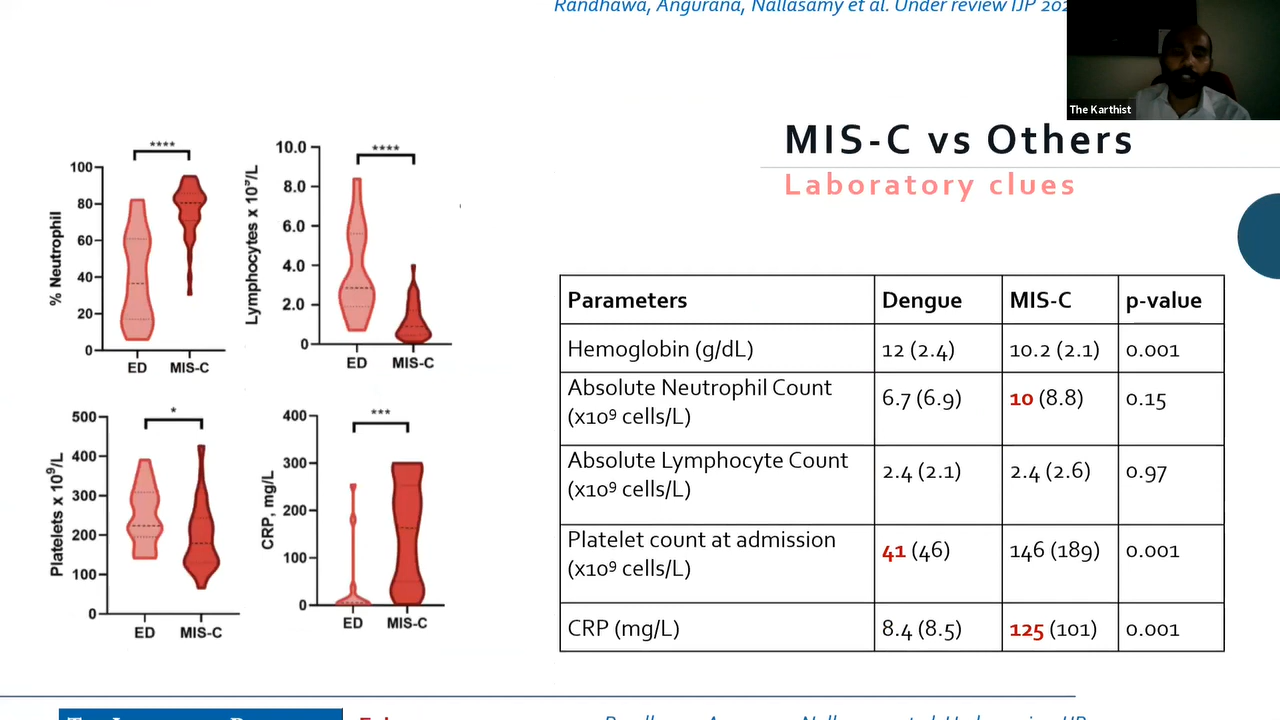 Randhawa, Angurana, Nallasamy et al. Under review IJP
The Karthist
MIS-C vs Others
Laboratory clues
****
100
80
60
40
20
0
% Neutrophil
ED MIS-C
****
10.0
8.0
6.0
4.0
2.0
0
Lymphocytes x 10⁹/L
ED MIS-C
*
500
400
300
200
100
0
Platelets x 10⁹/L
ED MIS-C
***
400
300
200
100
0
CRP, mg/L
ED MIS-C
Parameters Dengue MIS-C p-value
Hemoglobin (g/dL) 12 (2.4) 10.2 (2.1) 0.001
Absolute Neutrophil Count
(x10⁹ cells/L) 6.7 (6.9) 10 (8.8) 0.15
Absolute Lymphocyte Count
(x10⁹ cells/L) 2.4 (2.1) 2.4 (2.6) 0.97
Platelet count at admission
(x10⁹ cells/L) 41 (46) 146 (189) 0.001
CRP (mg/L) 8.4 (8.5) 125 (101) 0.001